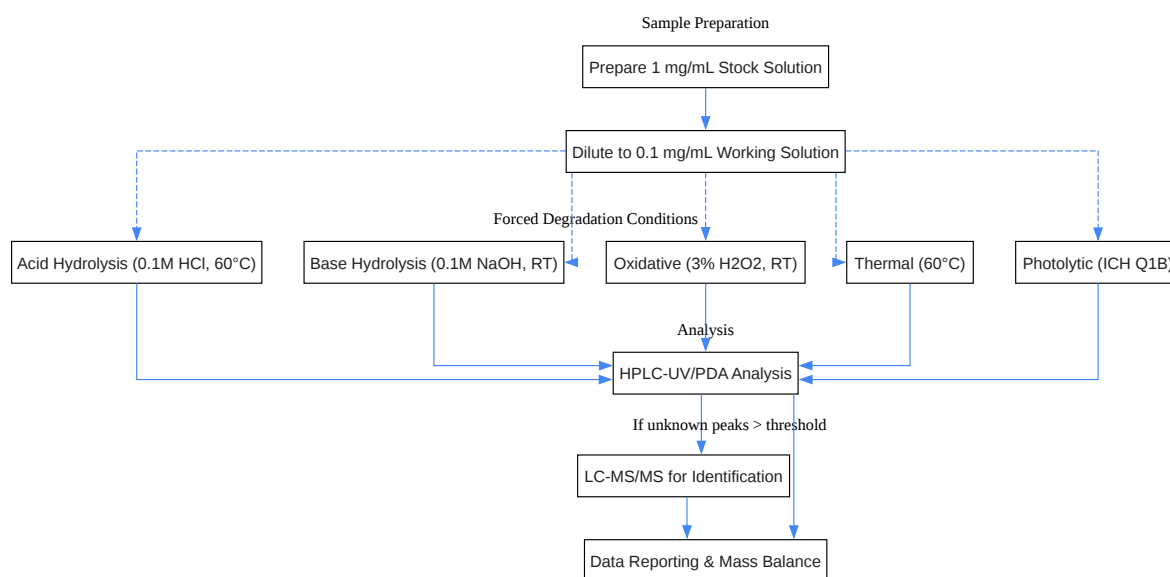 Sample Preparation
Prepare 1 mg/mL Stock Solution
Dilute to 0.1 mg/mL Working Solution
Forced Degradation Conditions
Acid Hydrolysis (0.1M HCl, 60°C)
Base Hydrolysis (0.1M NaOH, RT)
Oxidative (3% H2O2, RT)
Thermal (60°C)
Photolytic (ICH Q1B)
Analysis
HPLC-UV/PDA Analysis
If unknown peaks > threshold
LC-MS/MS for Identification
Data Reporting & Mass Balance